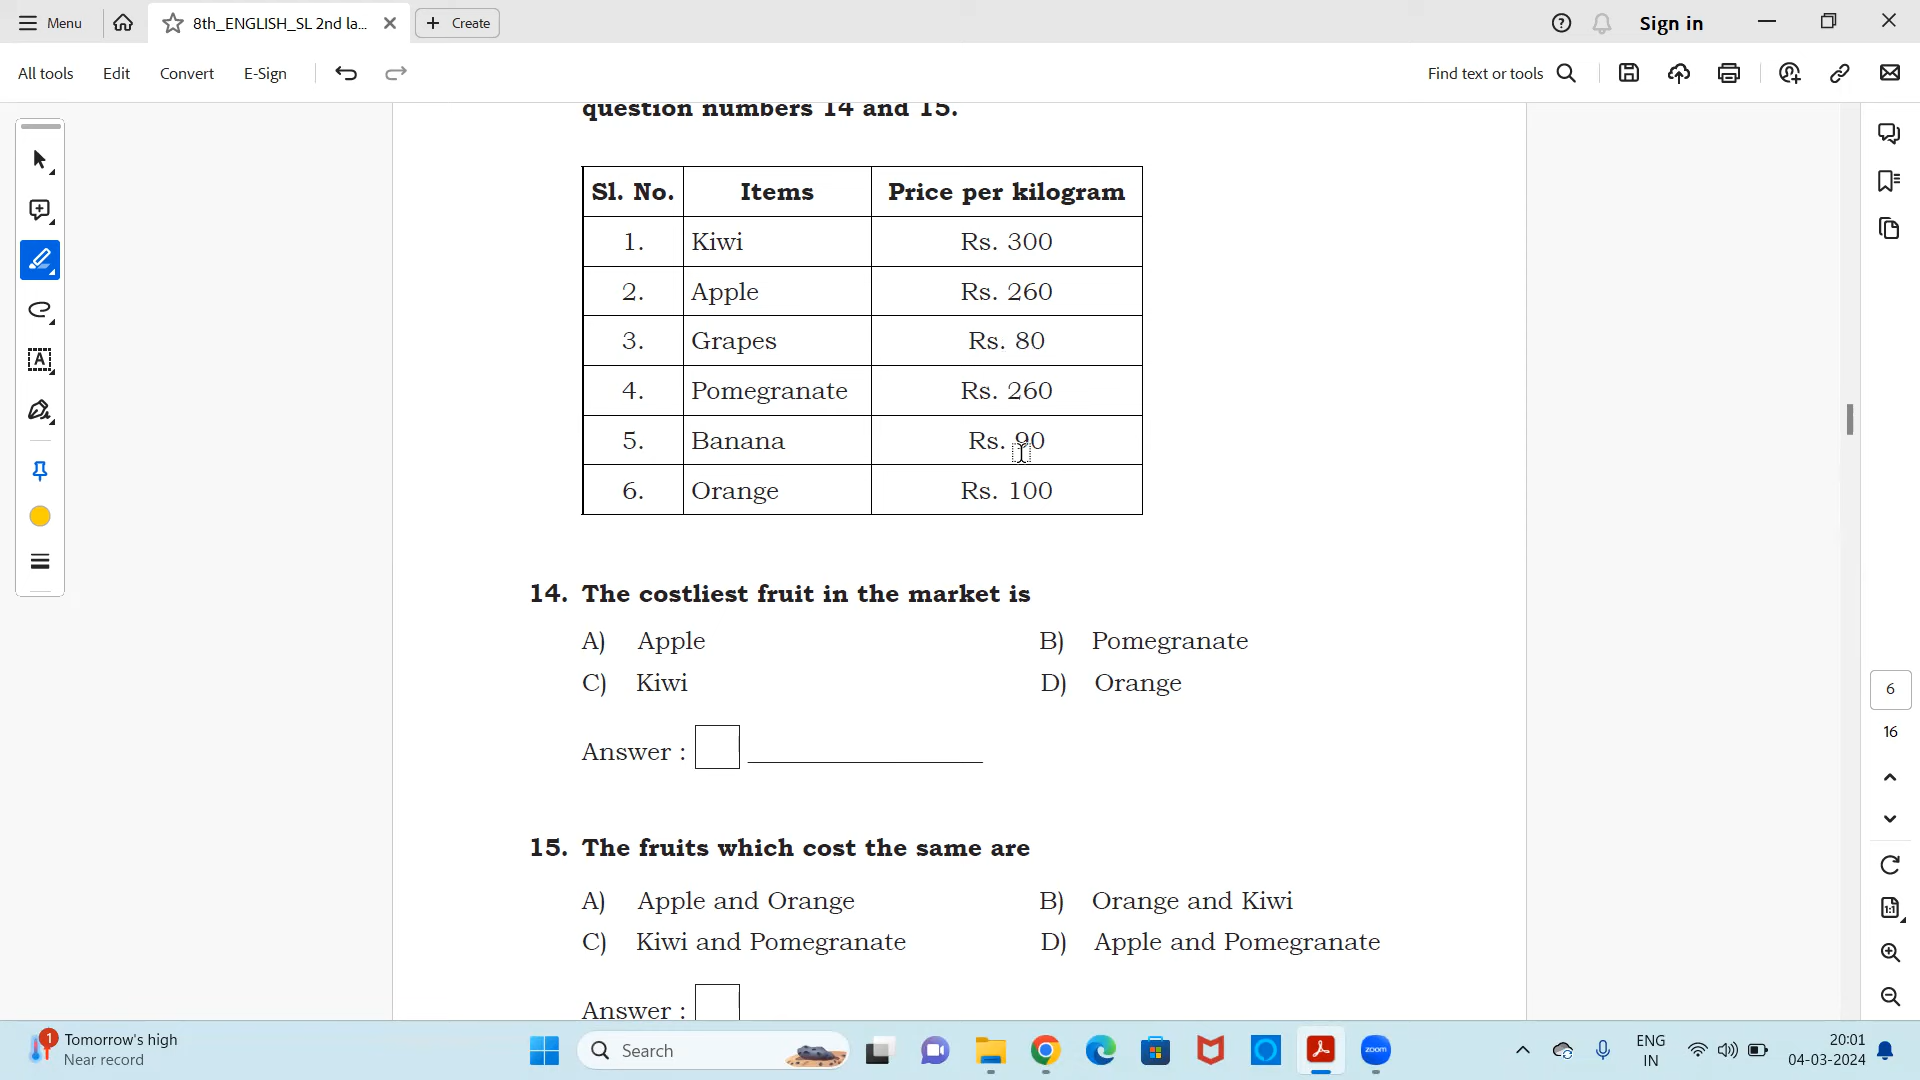 Menu 8th_ENGLISH_SL 2nd la... Create Sign in
All tools Edit Convert E-Sign Find text or tools
question numbers 14 and 15.
Sl. No. Items Price per kilogram
1. Kiwi Rs. 300
2. Apple Rs. 260
3. Grapes Rs. 80
4. Pomegranate Rs. 260
5. Banana Rs. 90
6. Orange Rs. 100
14. The costliest fruit in the market is
A) Apple B) Pomegranate
C) Kiwi D) Orange
Answer :
15. The fruits which cost the same are
A) Apple and Orange B) Orange and Kiwi
C) Kiwi and Pomegranate D) Apple and Pomegranate
Answer :
6
16
1:1
1 Tomorrow's high
Near record
Search
zoom
ENG
IN
20:01
04-03-2024